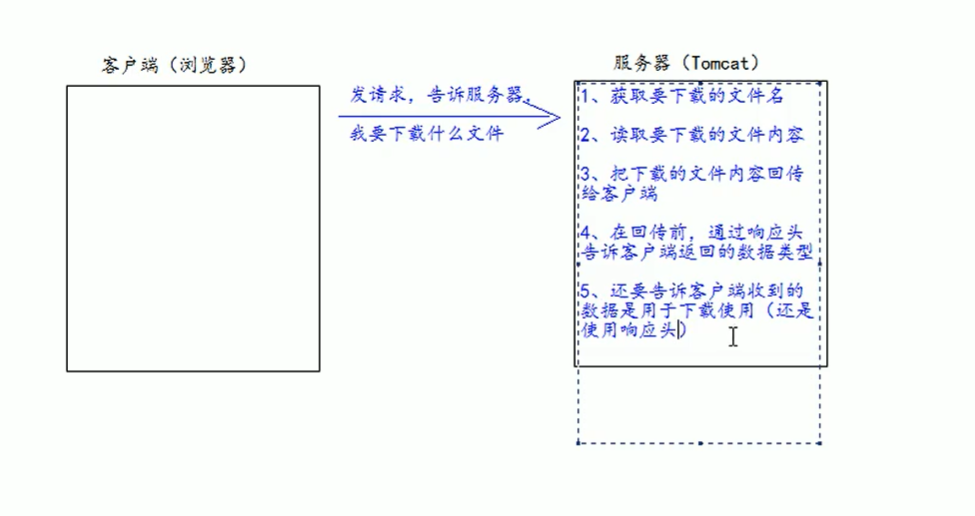 客户端（浏览器）
服务器（Tomcat）
发请求，告诉服务器，
我要下载什么文件
1、获取要下载的文件名
2、读取要下载的文件内容
3、把下载的文件内容回传
给客户端
4、在回传前，通过响应头
告诉客户端返回的数据类型
5、还要告诉客户端收到的
数据是用于下载使用（还是
使用响应头）